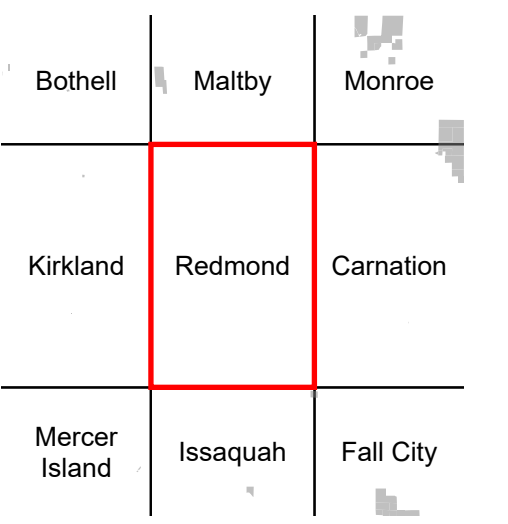 Bothell
Maltby
Monroe
Kirkland
Redmond
Carnation
Mercer
Island
Issaquah
Fall City